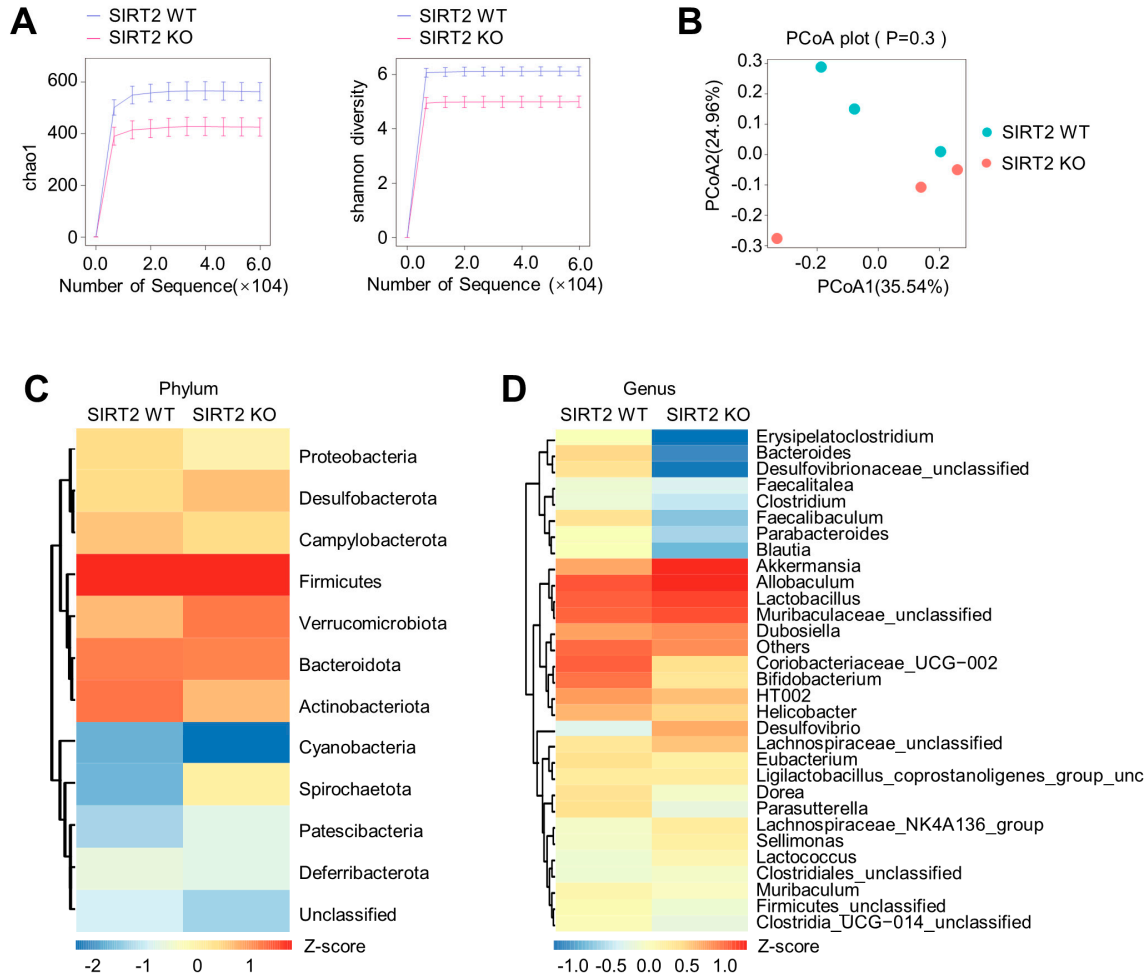 A
SIRT2 WT
SIRT2 KO
chao1
600
400
200
0
0.0 2.0 4.0 6.0
Number of Sequence(×104)
SIRT2 WT
SIRT2 KO
shannon diversity
6
4
2
0
0.0 2.0 4.0 6.0
Number of Sequence (×104)
B
PCoA plot ( P=0.3 )
PCoA2(24.96%)
0.3
0.2
0.1
0.0
-0.1
-0.2
-0.3
-0.2 0.0 0.2
PCoA1(35.54%)
SIRT2 WT
SIRT2 KO
C
Phylum
SIRT2 WT SIRT2 KO
Proteobacteria
Desulfobacterota
Campylobacterota
Firmicutes
Verrucomicrobiota
Bacteroidota
Actinobacteriota
Cyanobacteria
Spirochaetota
Patescibacteria
Deferribacterota
Unclassified
Z-score
-2 -1 0 1
D
Genus
SIRT2 WT SIRT2 KO
Erysipelatoclostridium
Bacteroides
Desulfovibrionaceae_unclassified
Faecalitalea
Clostridium
Faecalibaculum
Parabacteroides
Blautia
Akkermansia
Allobaculum
Lactobacillus
Muribaculaceae_unclassified
Dubosiella
Others
Coriobacteriaceae_UCG−002
Bifidobacterium
HT002
Helicobacter
Desulfovibrio
Lachnospiraceae_unclassified
Eubacterium
Ligilactobacillus_coprostanoligenes_group_unc
Dorea
Parasutterella
Lachnospiraceae_NK4A136_group
Sellimonas
Lactococcus
Clostridiales_unclassified
Muribaculum
Firmicutes_unclassified
Clostridia_UCG−014_unclassified
Z-score
-1.0 -0.5 0.0 0.5 1.0